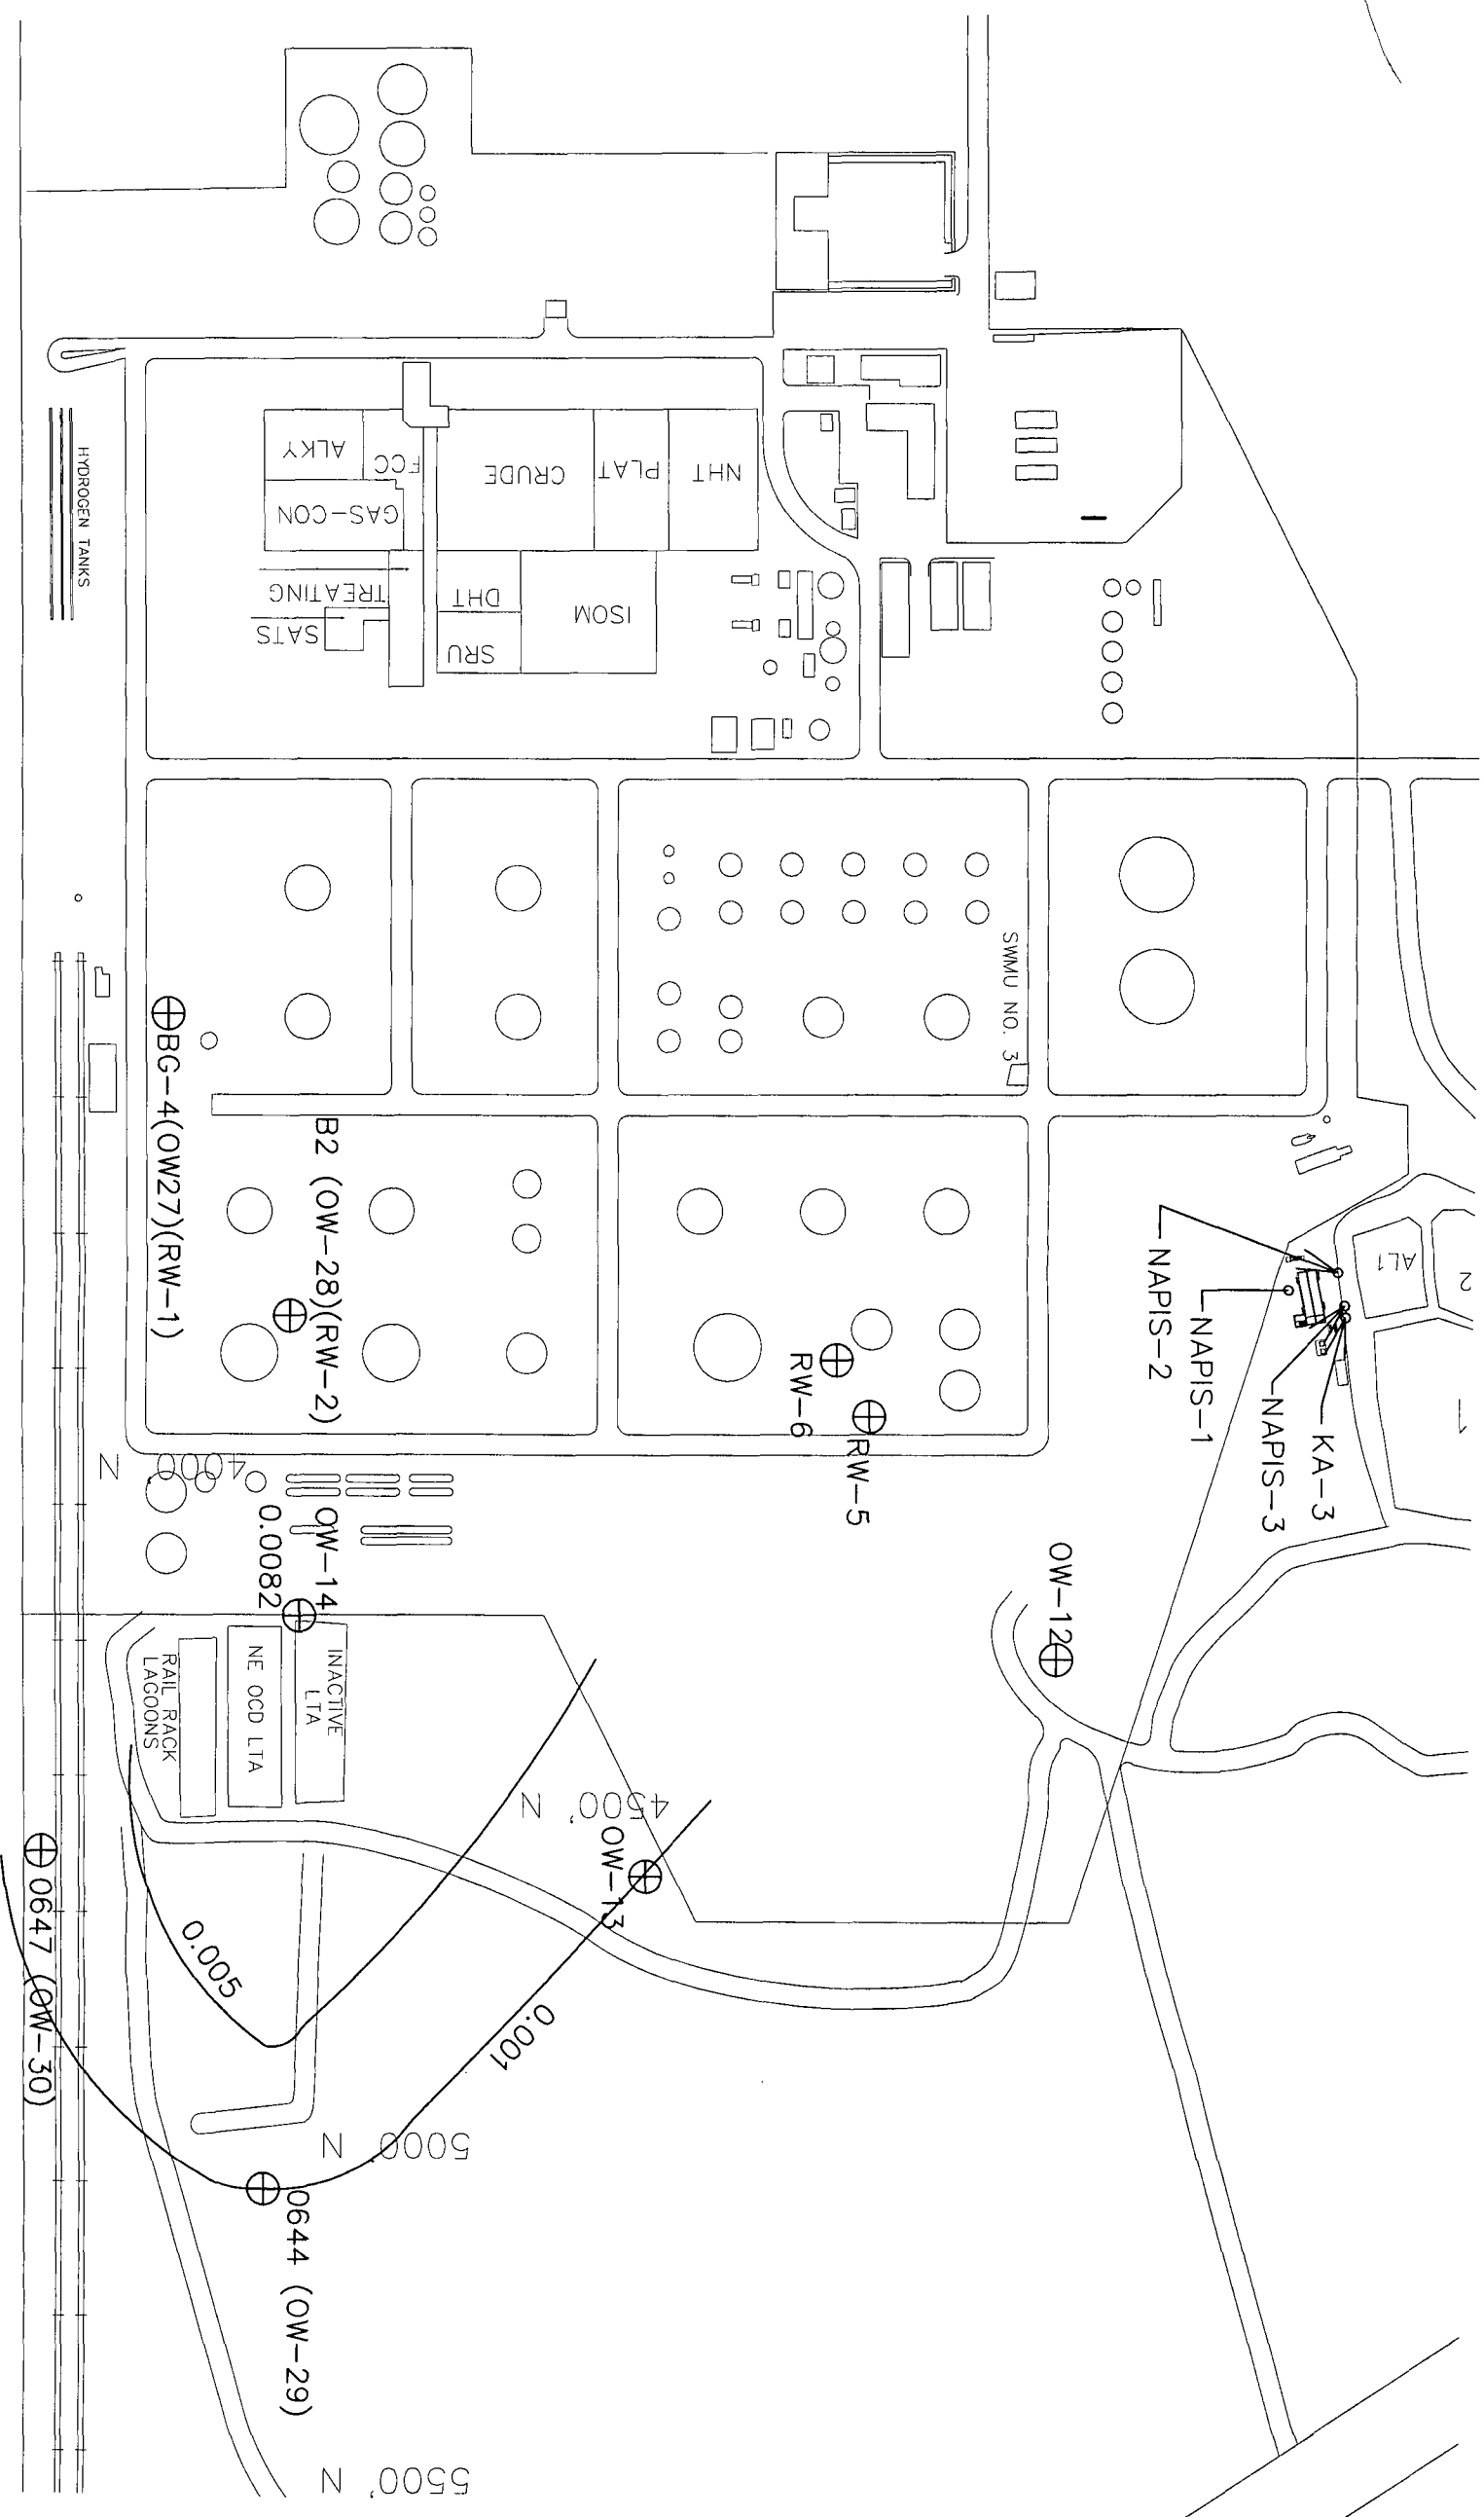 HYDROGEN TANKS
ALKY
FCC
CRUDE
PLAT
NHT
GAS-CON
TREATING
SATS
DHT
SRU
ISOM
SWMU NO. 3
BG-4(OW27)(RW-1)
B2 (OW-28)(RW-2)
RW-6
RW-5
NAPIS-2
NAPIS-1
NAPIS-3
KA-3
AL1
2
-1
4000' N
OW-14
0.0082
OW-12
INACTIVE
LTA
NE OCD LTA
RAIL RACK
LAGOONS
4500' N
OW-13
0647 (OW-30)
0.005
0.001
5000' N
0644 (OW-29)
5500' N